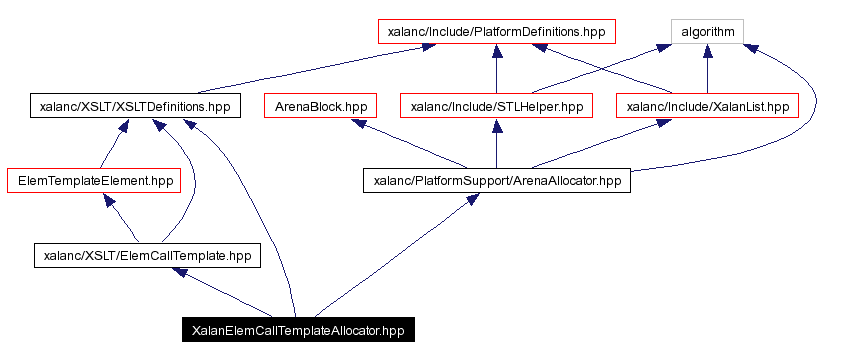 xalanc/Include/PlatformDefinitions.hpp
algorithm
xalanc/XSLT/XSLTDefinitions.hpp
ArenaBlock.hpp
xalanc/Include/STLHelper.hpp
xalanc/Include/XalanList.hpp
ElemTemplateElement.hpp
xalanc/PlatformSupport/ArenaAllocator.hpp
xalanc/XSLT/ElemCallTemplate.hpp
XalanElemCallTemplateAllocator.hpp